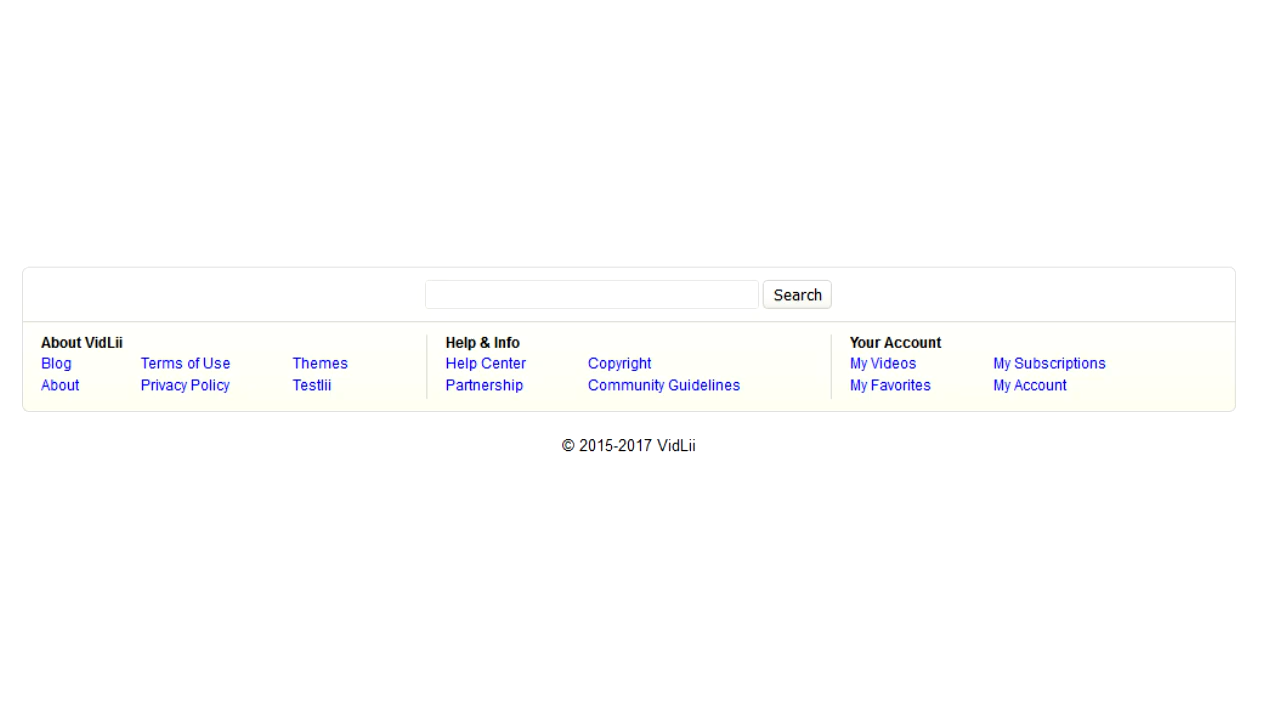 Search
About VidLii
Blog Terms of Use Themes
About Privacy Policy Testlii
Help & Info
Help Center Copyright
Partnership Community Guidelines
Your Account
My Videos My Subscriptions
My Favorites My Account
© 2015-2017 VidLii